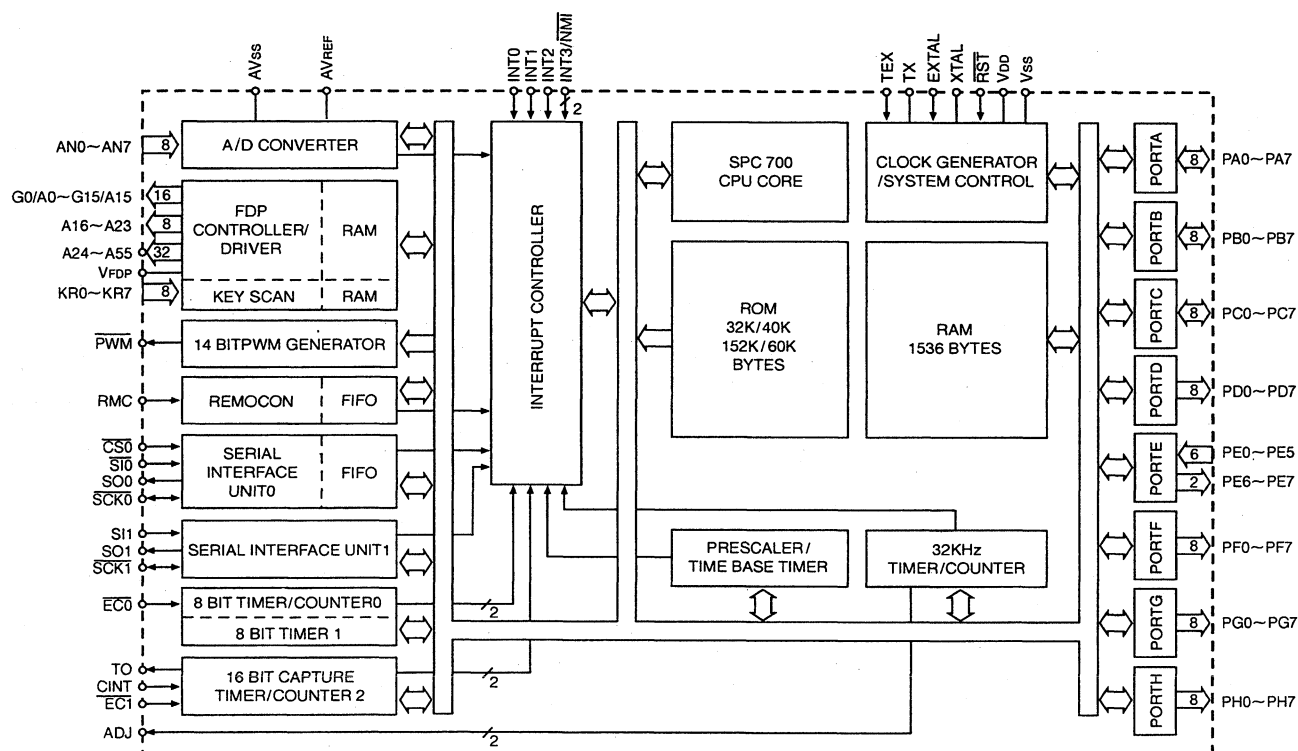 AVSS
AVREF
INT0
INT1
INT2
INT3/NMI
2
TEX
TX
EXTAL
XTAL
RST
VDD
VSS
AN0~AN7
8
A/D CONVERTER
G0/A0~G15/A15
16
A16~A23
8
A24~A55
32
VFDP
KR0~KR7
8
FDP
CONTROLLER/
DRIVER
RAM
KEY SCAN
RAM
PWM
14 BITPWM GENERATOR
RMC
REMOCON
FIFO
CS0
SI0
SO0
SCK0
SERIAL
INTERFACE
UNIT0
FIFO
SI1
SO1
SCK1
SERIAL INTERFACE UNIT1
EC0
8 BIT TIMER/COUNTER0
8 BIT TIMER 1
2
TO
CINT
EC1
16 BIT CAPTURE
TIMER/COUNTER 2
2
ADJ
2
INTERRUPT CONTROLLER
SPC 700
CPU CORE
CLOCK GENERATOR
/SYSTEM CONTROL
ROM
32K/40K
152K/60K
BYTES
RAM
1536 BYTES
PRESCALER/
TIME BASE TIMER
32KHz
TIMER/COUNTER
PORTA
8
PA0~PA7
PORTB
8
PB0~PB7
PORTC
8
PC0~PC7
PORTD
8
PD0~PD7
PORTE
6
PE0~PE5
2
PE6~PE7
PORTF
8
PF0~PF7
PORTG
8
PG0~PG7
PORTH
8
PH0~PH7